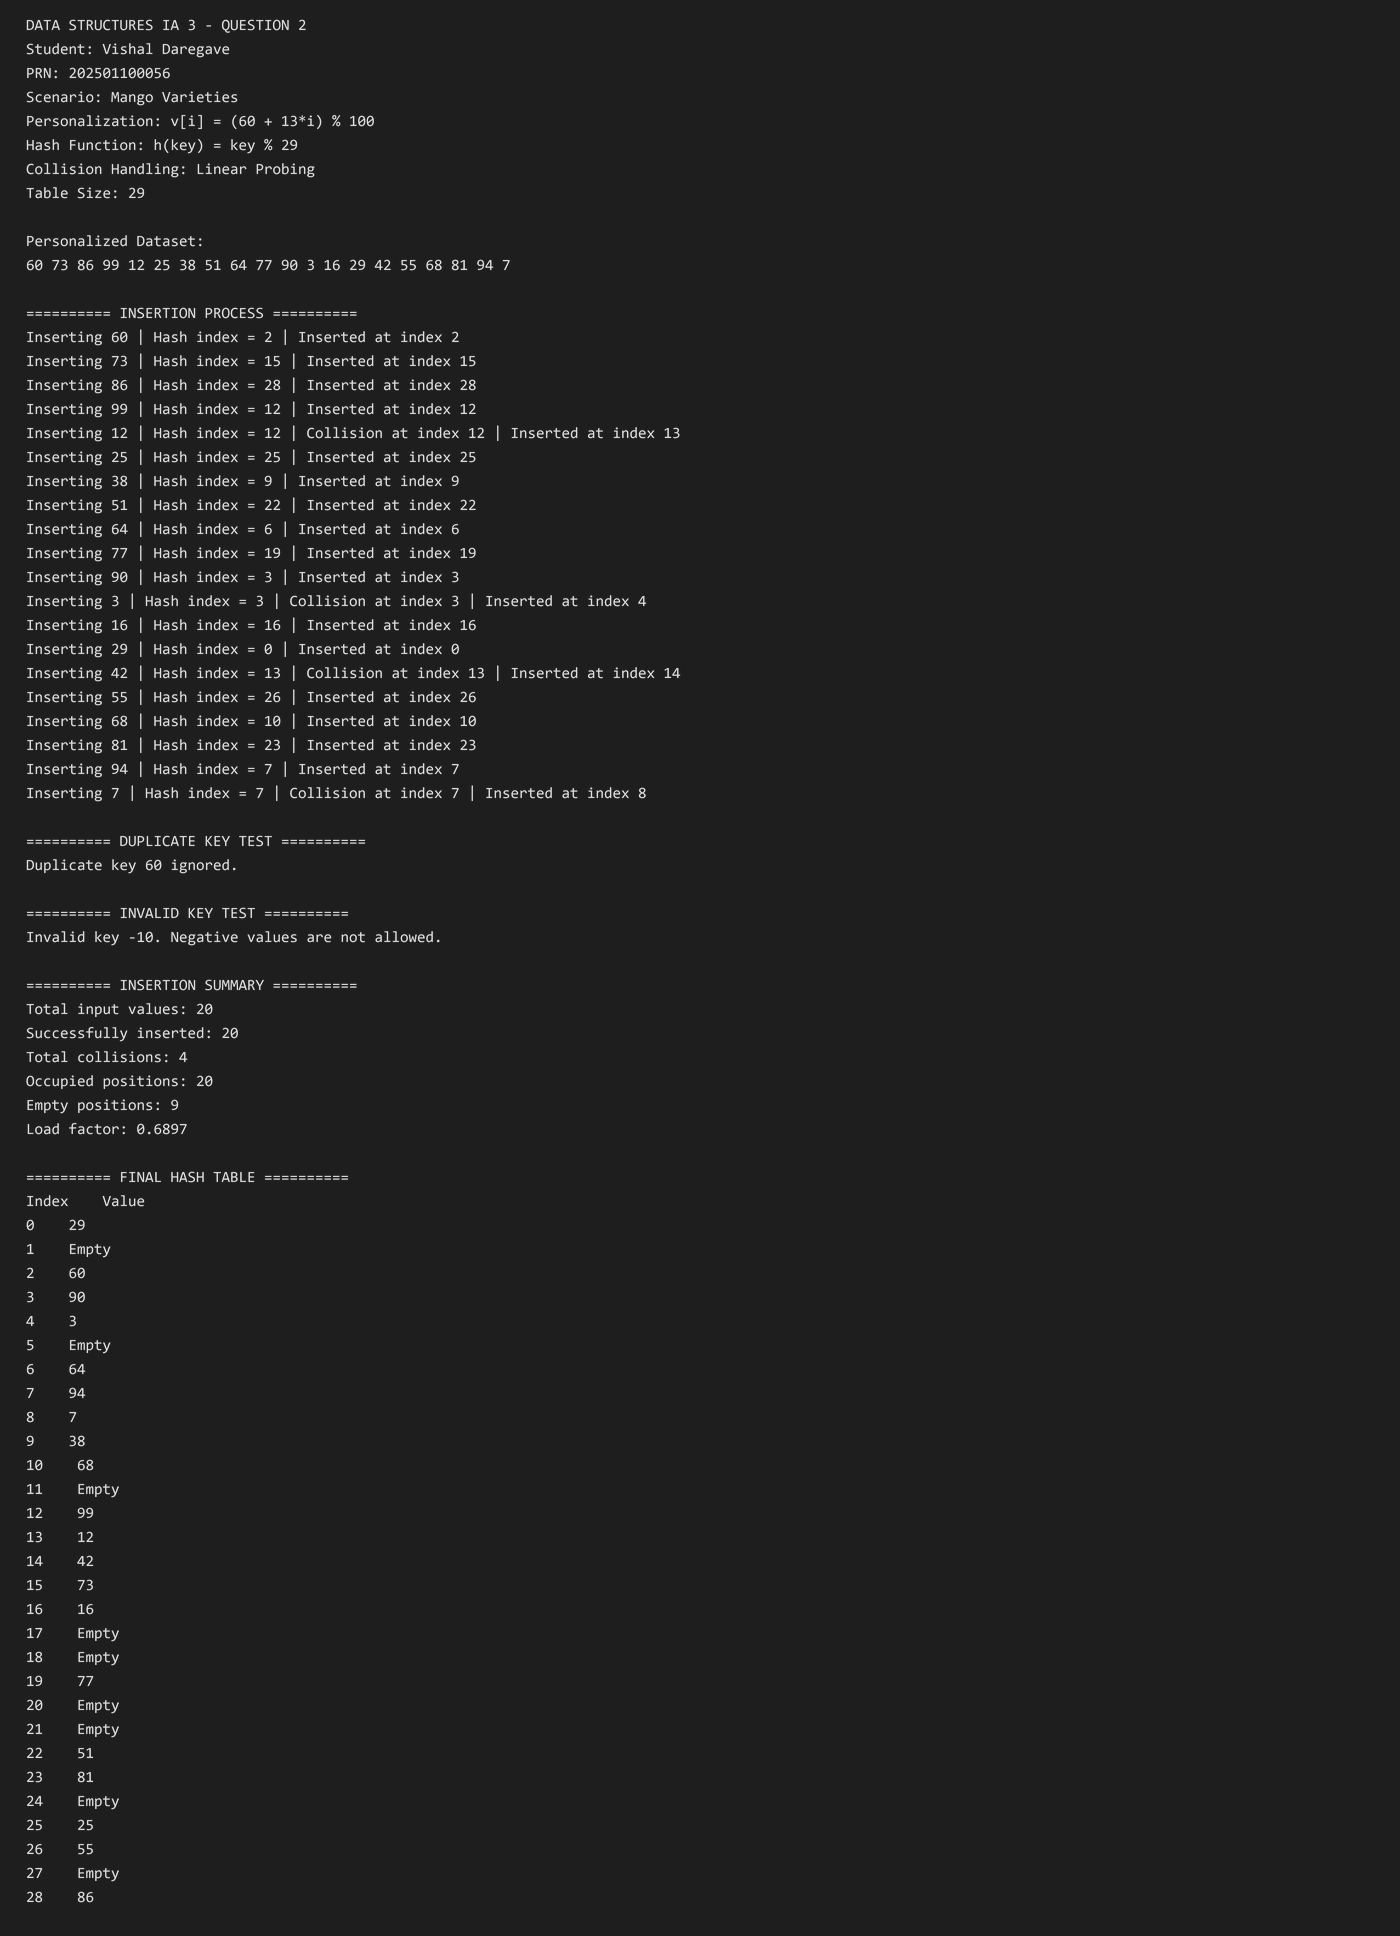 DATA STRUCTURES IA 3 - QUESTION 2
Student: Vishal Daregave
PRN: 202501100056
Scenario: Mango Varieties
Personalization: v[i] = (60 + 13*i) % 100
Hash Function: h(key) = key % 29
Collision Handling: Linear Probing
Table Size: 29

Personalized Dataset:
60 73 86 99 12 25 38 51 64 77 90 3 16 29 42 55 68 81 94 7

========== INSERTION PROCESS ==========
Inserting 60 | Hash index = 2 | Inserted at index 2
Inserting 73 | Hash index = 15 | Inserted at index 15
Inserting 86 | Hash index = 28 | Inserted at index 28
Inserting 99 | Hash index = 12 | Inserted at index 12
Inserting 12 | Hash index = 12 | Collision at index 12 | Inserted at index 13
Inserting 25 | Hash index = 25 | Inserted at index 25
Inserting 38 | Hash index = 9 | Inserted at index 9
Inserting 51 | Hash index = 22 | Inserted at index 22
Inserting 64 | Hash index = 6 | Inserted at index 6
Inserting 77 | Hash index = 19 | Inserted at index 19
Inserting 90 | Hash index = 3 | Inserted at index 3
Inserting 3 | Hash index = 3 | Collision at index 3 | Inserted at index 4
Inserting 16 | Hash index = 16 | Inserted at index 16
Inserting 29 | Hash index = 0 | Inserted at index 0
Inserting 42 | Hash index = 13 | Collision at index 13 | Inserted at index 14
Inserting 55 | Hash index = 26 | Inserted at index 26
Inserting 68 | Hash index = 10 | Inserted at index 10
Inserting 81 | Hash index = 23 | Inserted at index 23
Inserting 94 | Hash index = 7 | Inserted at index 7
Inserting 7 | Hash index = 7 | Collision at index 7 | Inserted at index 8

========== DUPLICATE KEY TEST ==========
Duplicate key 60 ignored.

========== INVALID KEY TEST ==========
Invalid key -10. Negative values are not allowed.

========== INSERTION SUMMARY ==========
Total input values: 20
Successfully inserted: 20
Total collisions: 4
Occupied positions: 20
Empty positions: 9
Load factor: 0.6897

========== FINAL HASH TABLE ==========
Index    Value
0    29
1    Empty
2    60
3    90
4    3
5    Empty
6    64
7    94
8    7
9    38
10    68
11    Empty
12    99
13    12
14    42
15    73
16    16
17    Empty
18    Empty
19    77
20    Empty
21    Empty
22    51
23    81
24    Empty
25    25
26    55
27    Empty
28    86